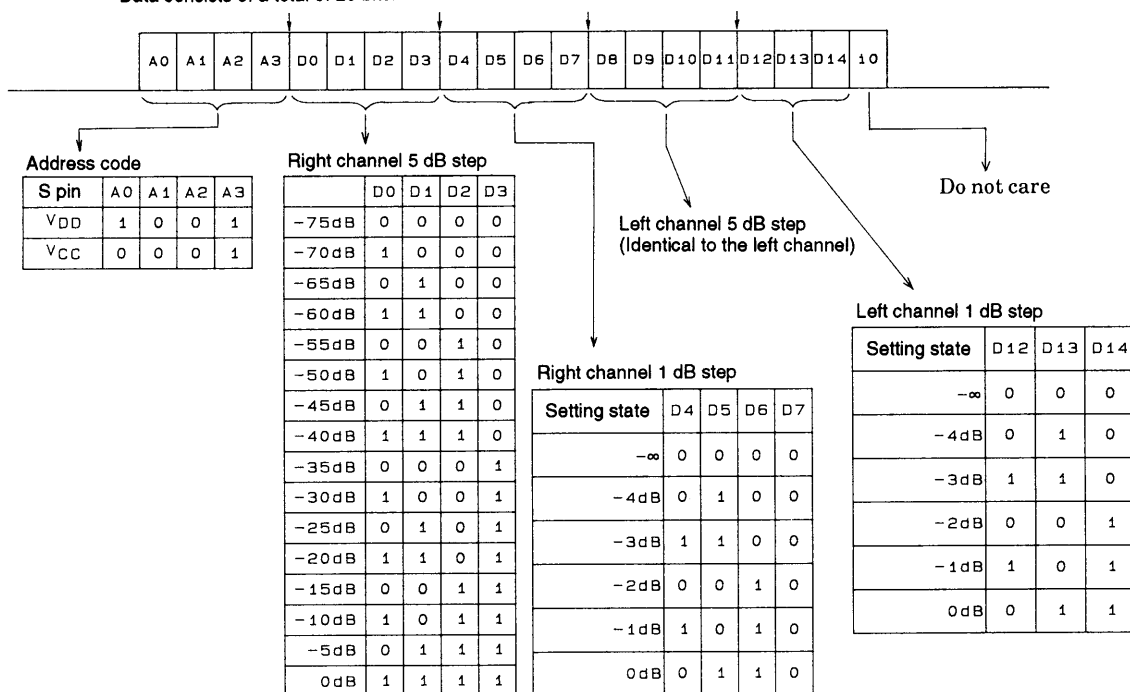 A0 A1 A2 A3 D0 D1 D2 D3 D4 D5 D6 D7 D8 D9 D10 D11 D12 D13 D14 10
Address code
S pin A0 A1 A2 A3
VDD 1 0 0 1
VCC 0 0 0 1
Right channel 5 dB step
D0 D1 D2 D3
-75dB 0 0 0 0
-70dB 1 0 0 0
-65dB 0 1 0 0
-60dB 1 1 0 0
-55dB 0 0 1 0
-50dB 1 0 1 0
-45dB 0 1 1 0
-40dB 1 1 1 0
-35dB 0 0 0 1
-30dB 1 0 0 1
-25dB 0 1 0 1
-20dB 1 1 0 1
-15dB 0 0 1 1
-10dB 1 0 1 1
-5dB 0 1 1 1
0dB 1 1 1 1
Left channel 5 dB step
(Identical to the left channel)
Do not care
Right channel 1 dB step
Setting state D4 D5 D6 D7
-∞ 0 0 0 0
-4dB 0 1 0 0
-3dB 1 1 0 0
-2dB 0 0 1 0
-1dB 1 0 1 0
0dB 0 1 1 0
Left channel 1 dB step
Setting state D12 D13 D14
-∞ 0 0 0
-4dB 0 1 0
-3dB 1 1 0
-2dB 0 0 1
-1dB 1 0 1
0dB 0 1 1